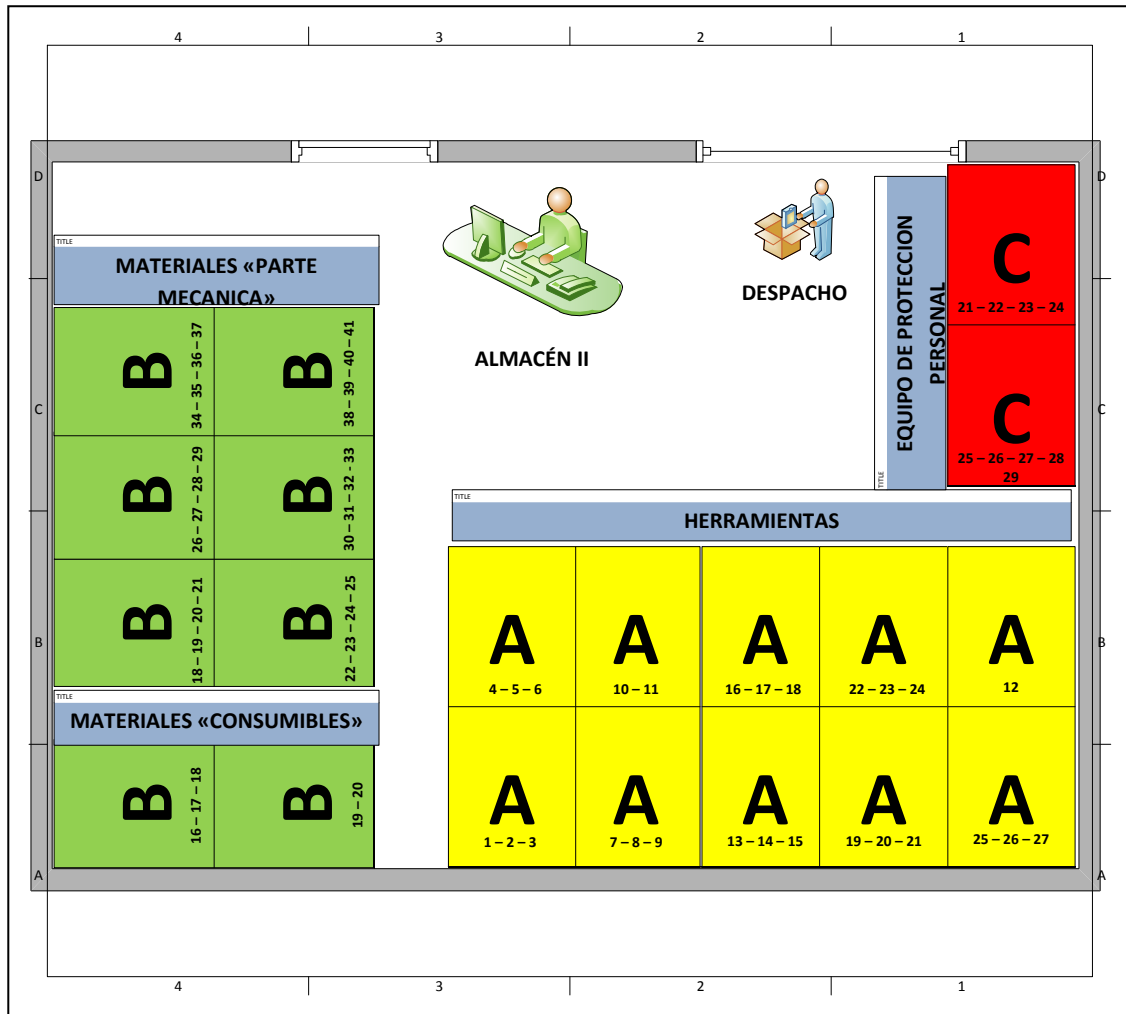 4 3 2 1
D D
TITLE
MATERIALES «PARTE
MECANICA»
B
34 – 35 – 36 – 37
B
38 – 39 – 40 – 41
B
26 – 27 – 28 – 29
B
30 – 31 – 32 - 33
B
18 – 19 – 20 – 21
B
22 – 23 – 24 – 25
TITLE
MATERIALES «CONSUMIBLES»
B
16 – 17 – 18
B
19 – 20
ALMACÉN II
DESPACHO
TITLE
EQUIPO DE PROTECCION
PERSONAL
C
21 – 22 – 23 – 24
C
25 – 26 – 27 – 28
29
C C
TITLE
HERRAMIENTAS
A A A A A
4 – 5 – 6 10 – 11 16 – 17 – 18 22 – 23 – 24 12
B B
A A A A A
1 – 2 – 3 7 – 8 – 9 13 – 14 – 15 19 – 20 – 21 25 – 26 – 27
A A
4 3 2 1